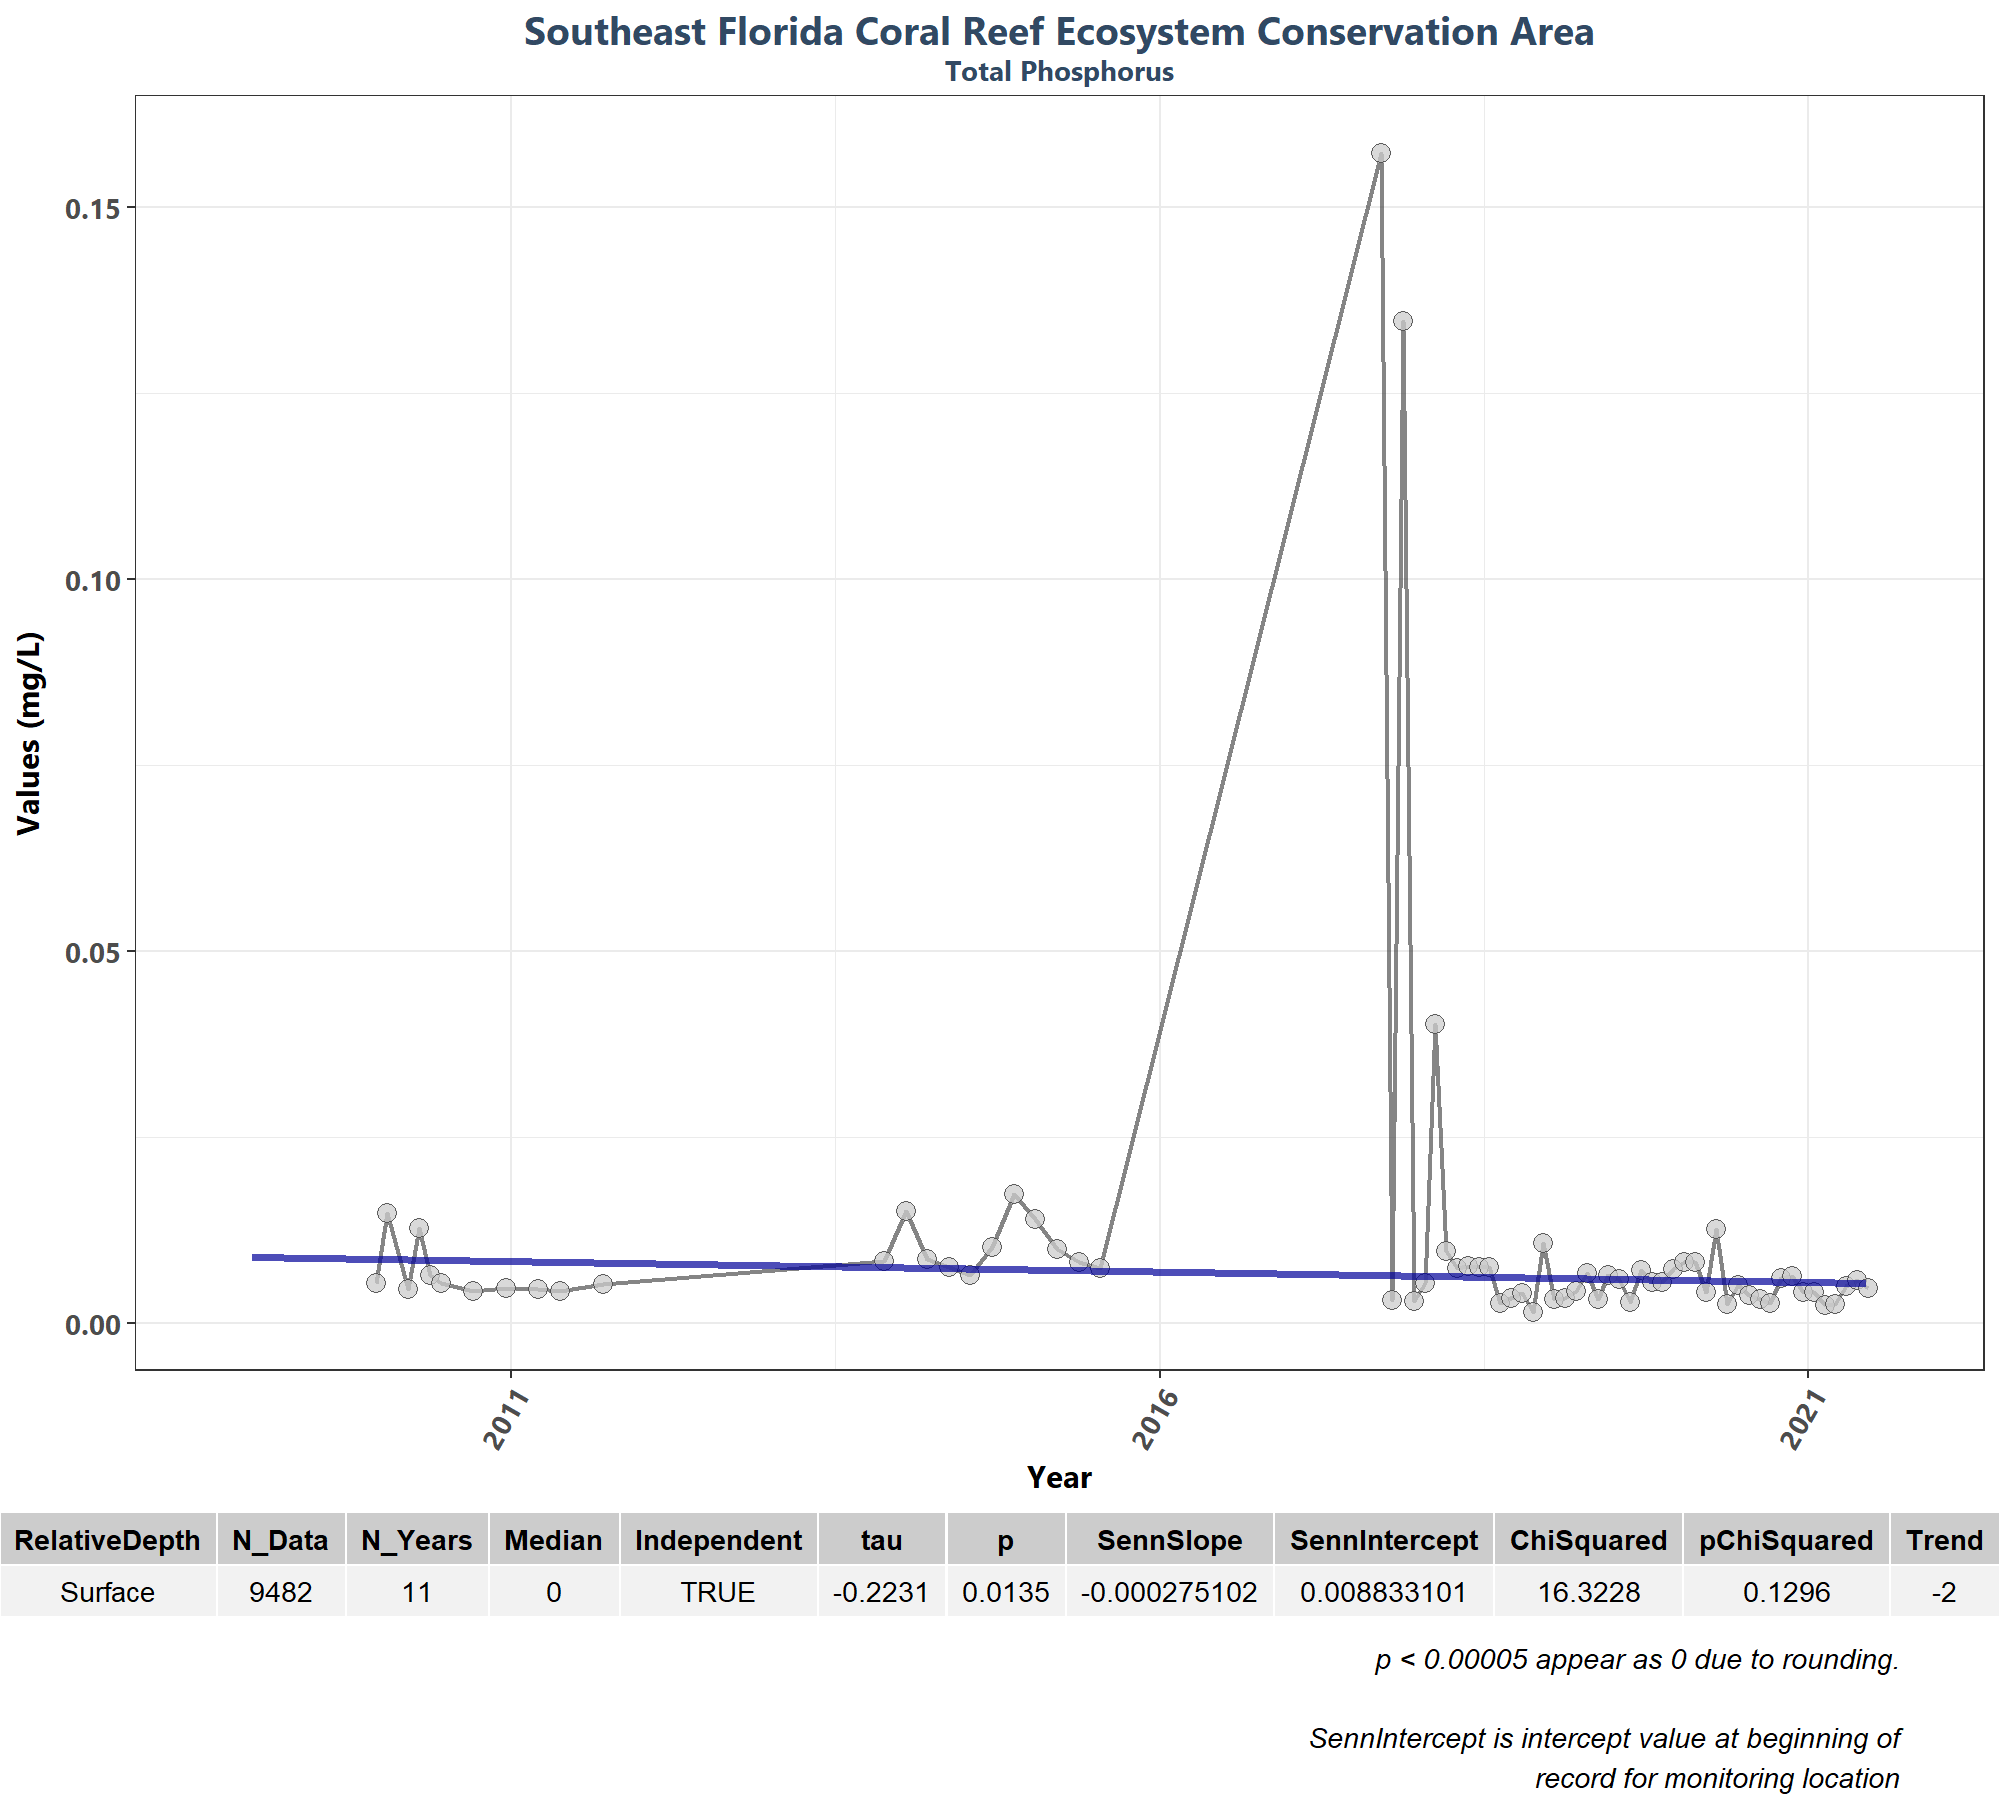 Southeast Florida Coral Reef Ecosystem Conservation Area
Total Phosphorus
Values (mg/L)
0.15
0.10
0.05
0.00
2011
2016
2021
Year
RelativeDepth N_Data N_Years Median Independent tau p SennSlope SennIntercept ChiSquared pChiSquared Trend
Surface 9482 11 0 TRUE -0.2231 0.0135 -0.000275102 0.008833101 16.3228 0.1296 -2
p < 0.00005 appear as 0 due to rounding.
SennIntercept is intercept value at beginning of
record for monitoring location